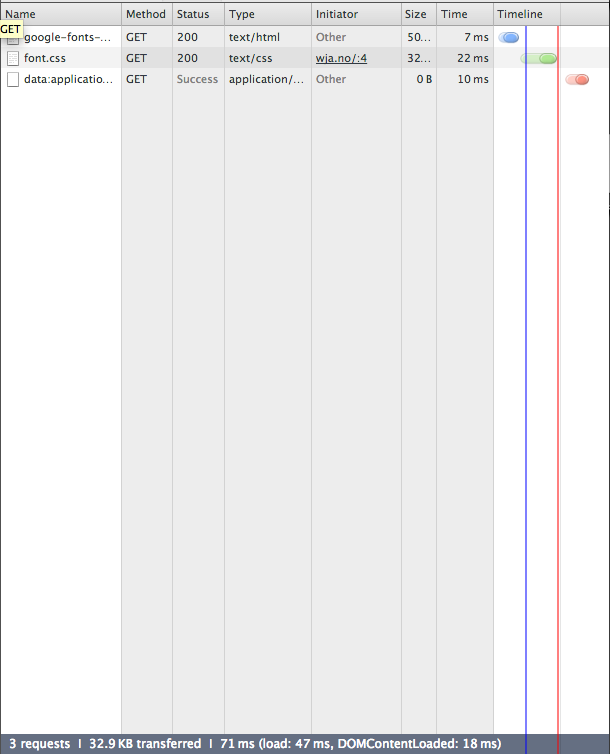 Name Method Status Type Initiator Size Time Timeline
GET
google-fonts-... GET 200 text/html Other 50... 7 ms
font.css GET 200 text/css wja.no/:4 32... 22 ms
data:applicatio... GET Success application/... Other 0 B 10 ms
3 requests I 32.9 KB transferred I 71 ms (load: 47 ms, DOMContentLoaded: 18 ms)